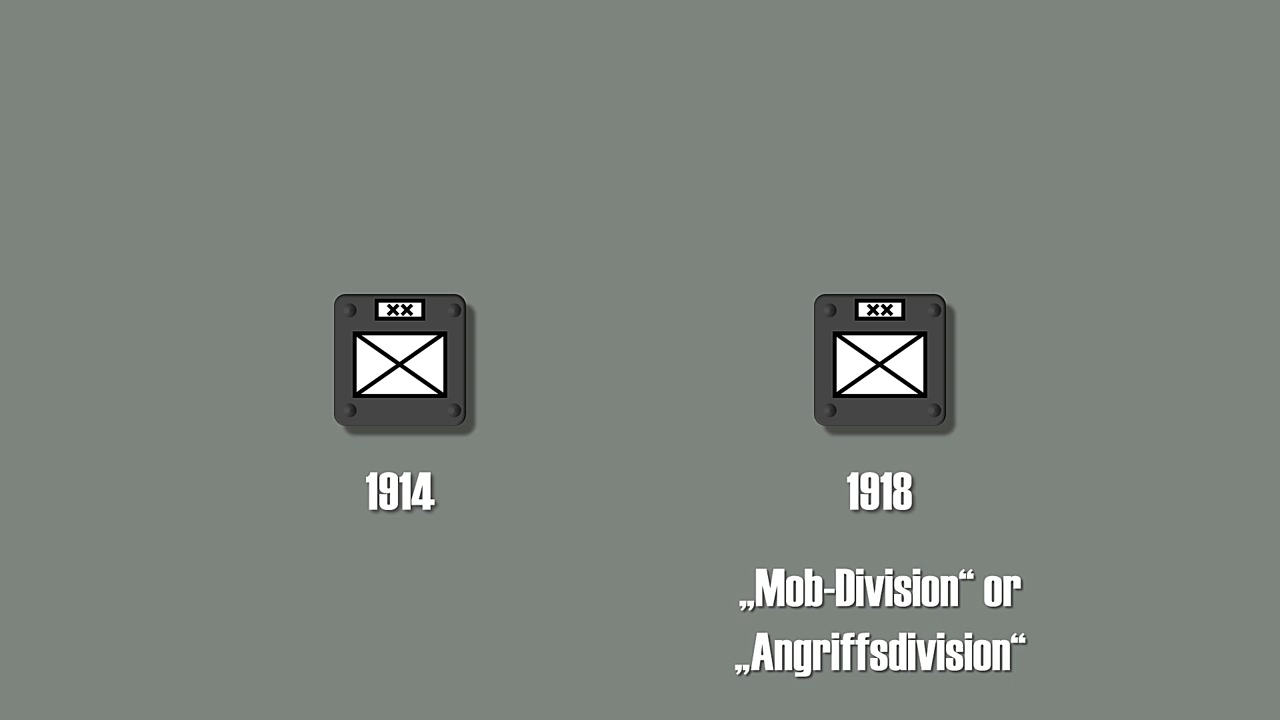 XX
XX
1914
1918
„Mob-Division“ or
„Angriffsdivision“